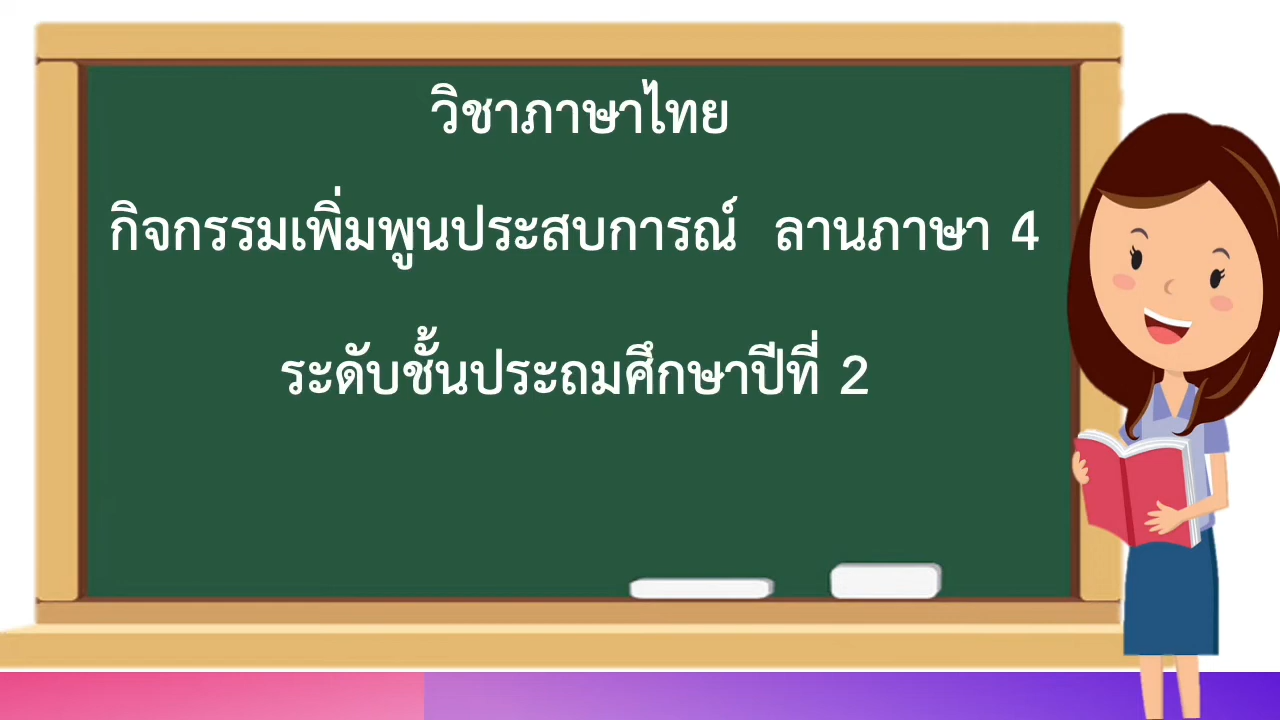 วิชาภาษาไทย
กิจกรรมเพิ่มพูนประสบการณ์ ลานภาษา 4
ระดับชั้นประถมศึกษาปีที่ 2